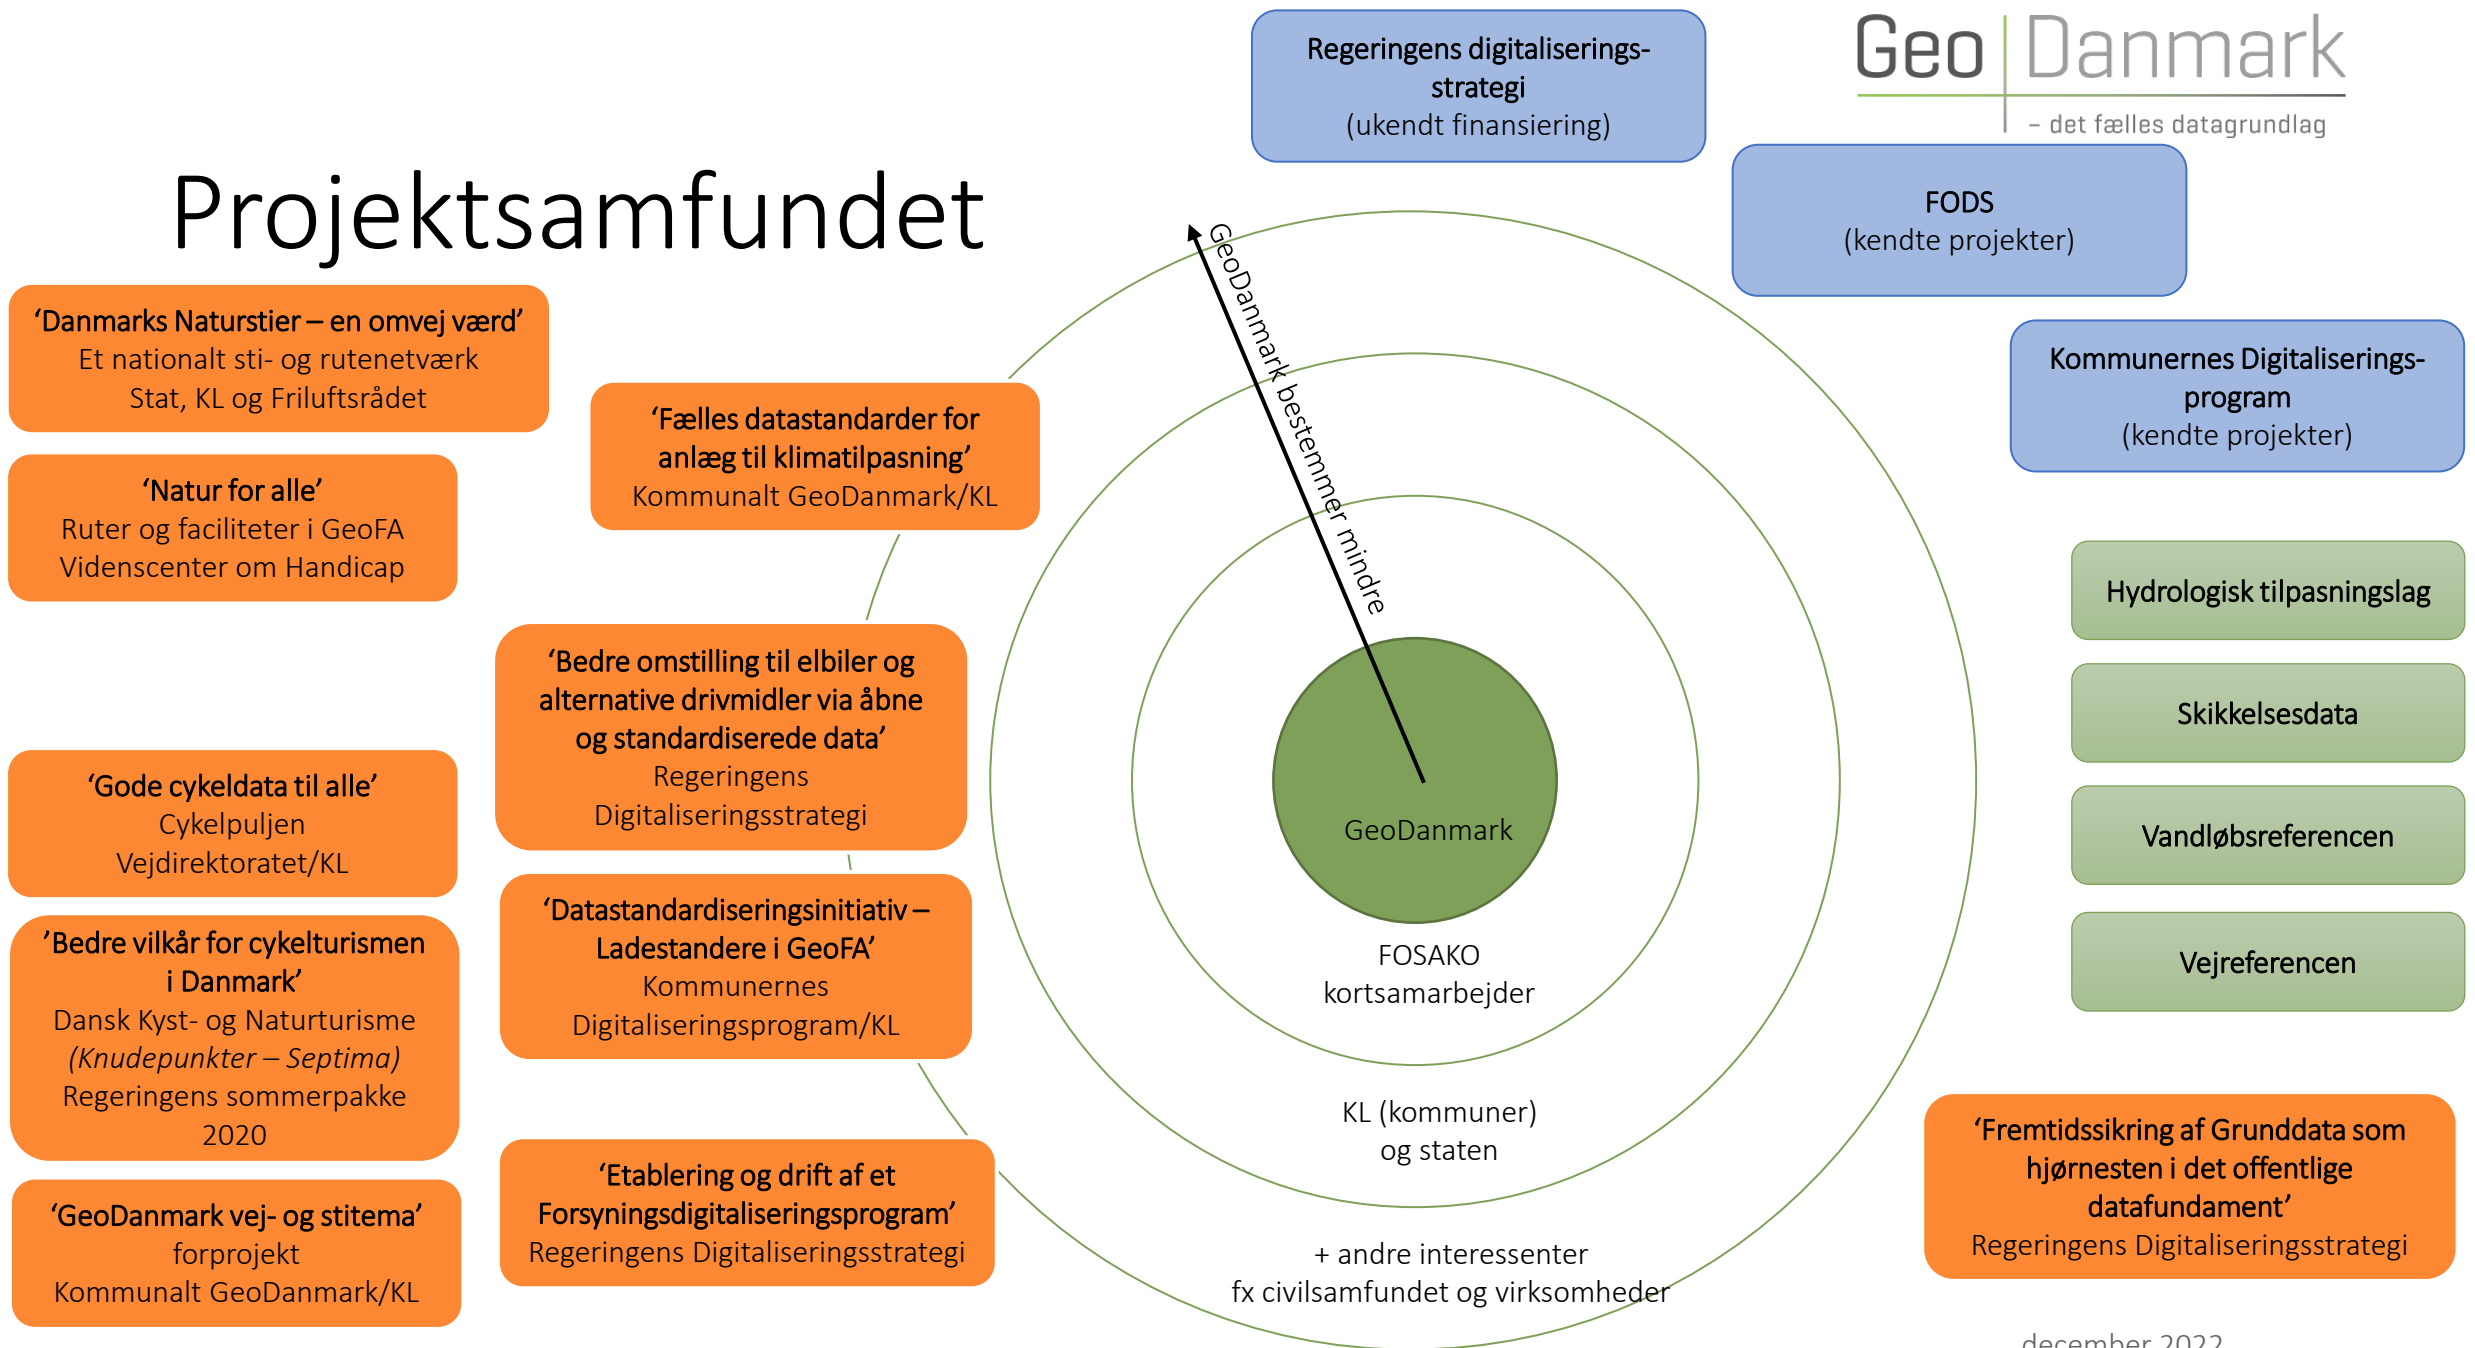 Geo Danmark
– det fælles datagrundlag
Projektsamfundet
Regeringens digitaliserings-
strategi
(ukendt finansiering)
FODS
(kendte projekter)
Kommunernes Digitaliserings-
program
(kendte projekter)
‘Danmarks Naturstier – en omvej værd’
Et nationalt sti- og rutenetværk
Stat, KL og Friluftsrådet
‘Natur for alle’
Ruter og faciliteter i GeoFA
Videnscenter om Handicap
‘Gode cykeldata til alle’
Cykelpuljen
Vejdirektoratet/KL
’Bedre vilkår for cykelturismen
i Danmark’
Dansk Kyst- og Naturturisme
(Knudepunkter – Septima)
Regeringens sommerpakke
2020
‘GeoDanmark vej- og stitema’
forprojekt
Kommunalt GeoDanmark/KL
‘Fælles datastandarder for
anlæg til klimatilpasning’
Kommunalt GeoDanmark/KL
‘Bedre omstilling til elbiler og
alternative drivmidler via åbne
og standardiserede data’
Regeringens
Digitaliseringsstrategi
‘Datastandardiseringsinitiativ –
Ladestandere i GeoFA’
Kommunernes
Digitaliseringsprogram/KL
‘Etablering og drift af et
Forsyningsdigitaliseringsprogram’
Regeringens Digitaliseringsstrategi
GeoDanmark bestemmer mindre
GeoDanmark
FOSAKO
kortsamarbejder
KL (kommuner)
og staten
+ andre interessenter
fx civilsamfundet og virksomheder
Hydrologisk tilpasningslag
Skikkelsesdata
Vandløbsreferencen
Vejreferencen
‘Fremtidssikring af Grunddata som
hjørnesten i det offentlige
datafundament’
Regeringens Digitaliseringsstrategi
december 2022